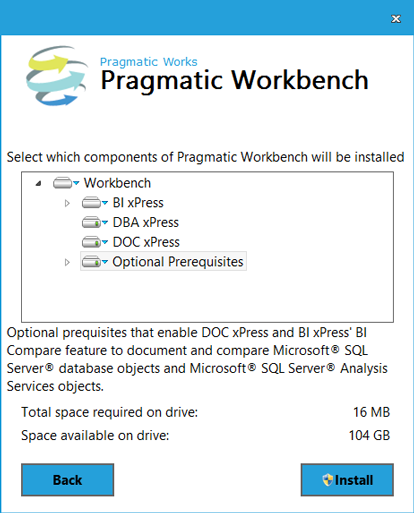 Pragmatic Works
Pragmatic Workbench
Select which components of Pragmatic Workbench will be installed
Workbench
BI xPress
DBA xPress
DOC xPress
Optional Prerequisites
Optional prequisites that enable DOC xPress and BI xPress' BI
Compare feature to document and compare Microsoft® SQL
Server® database objects and Microsoft® SQL Server® Analysis
Services objects.
Total space required on drive: 16 MB
Space available on drive: 104 GB
Back Install